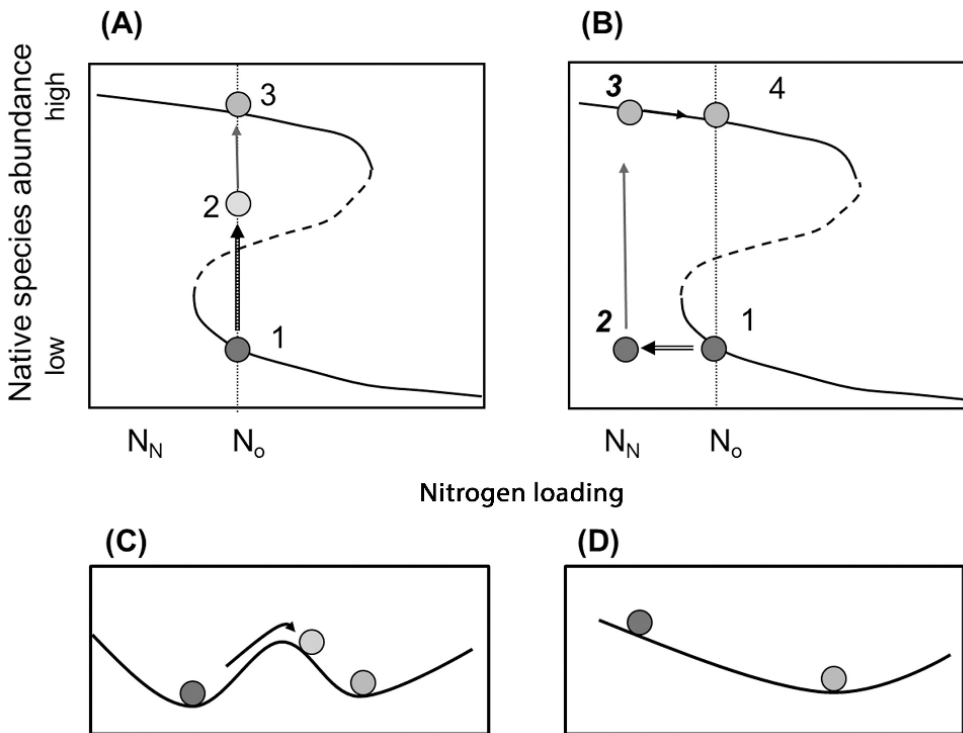 (A)
(B)
Native species abundance
low high
3
2
1
3
4
2
1
N_N N_o
N_N N_o
Nitrogen loading
(C)
(D)